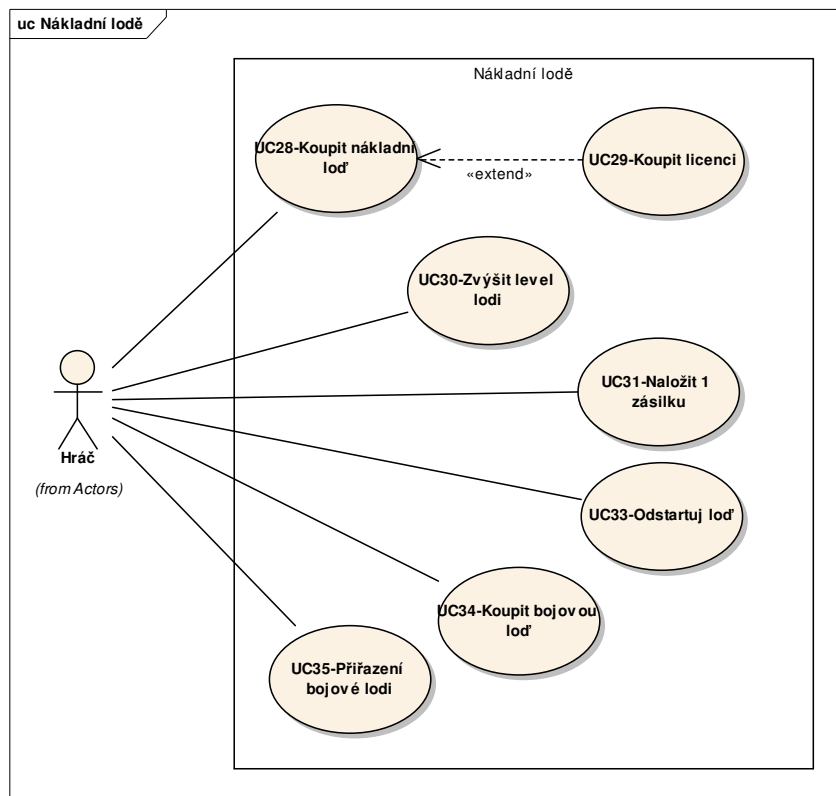 uc Nákladní lodě
Nákladní lodě
UC28-Koupit nákladní
loď
UC29-Koupit licenci
«extend»
UC30-Zvýšit level
lodi
UC31-Naložit 1
zásilku
Hráč
(from Actors)
UC33-Odstartuj loď
UC34-Koupit bojovou
loď
UC35-Přiřazení
bojové lodi